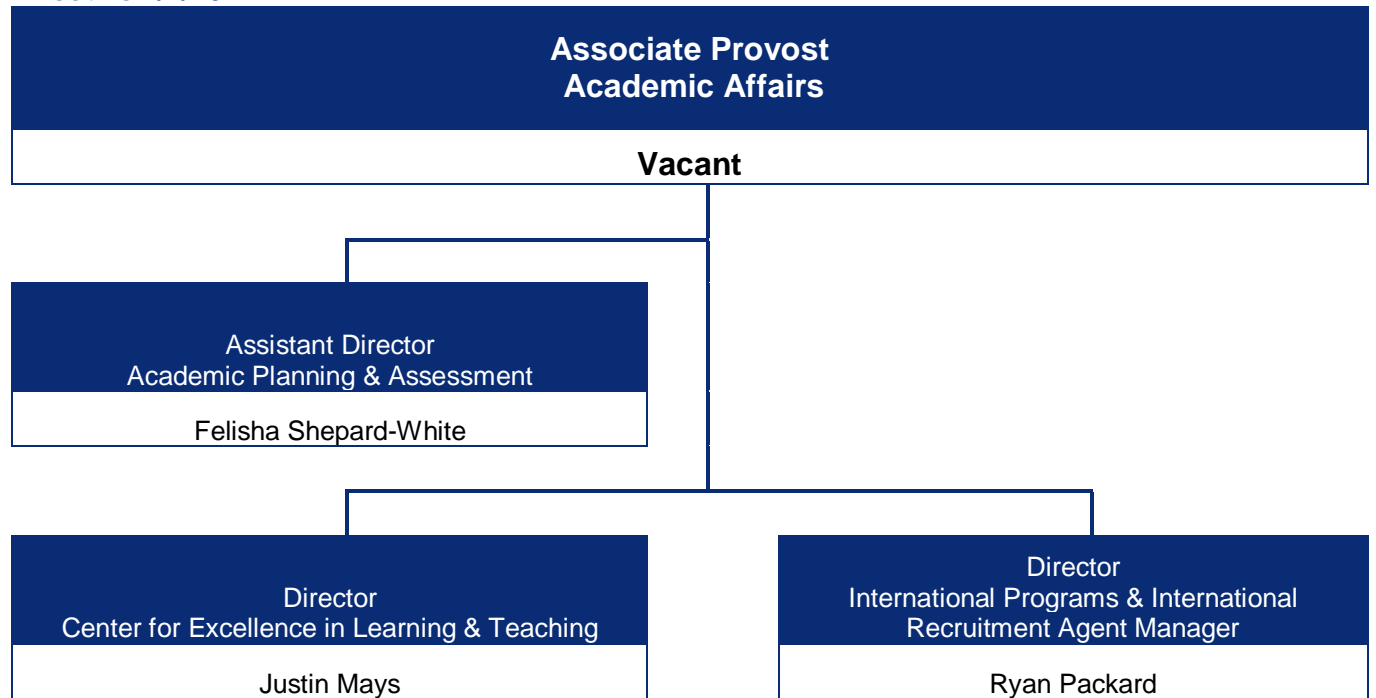 Associate Provost
Academic Affairs
Vacant
Assistant Director
Academic Planning & Assessment
Felisha Shepard-White
Director
Center for Excellence in Learning & Teaching
Justin Mays
Director
International Programs & International
Recruitment Agent Manager
Ryan Packard